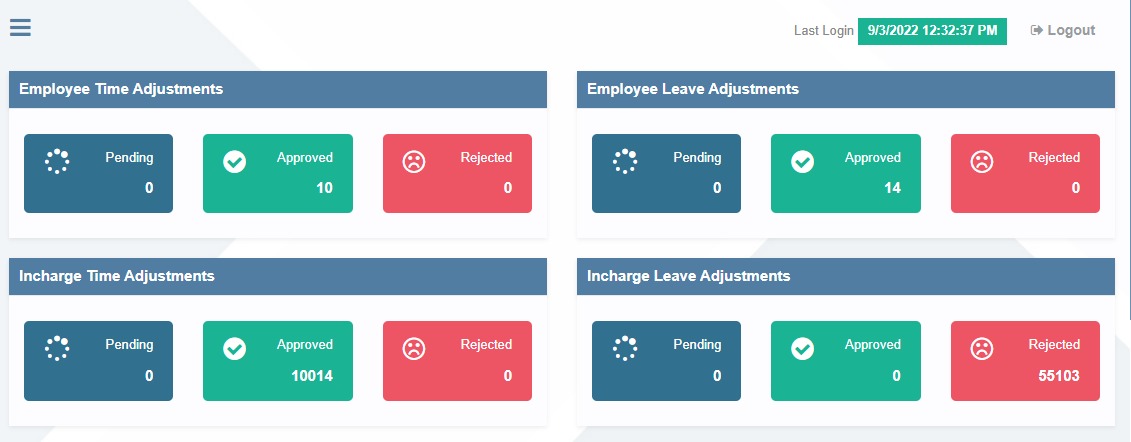 Last Login 9/3/2022 12:32:37 PM Logout
Employee Time Adjustments
Pending
0
Approved
10
Rejected
0
Employee Leave Adjustments
Pending
0
Approved
14
Rejected
0
Incharge Time Adjustments
Pending
0
Approved
10014
Rejected
0
Incharge Leave Adjustments
Pending
0
Approved
0
Rejected
55103